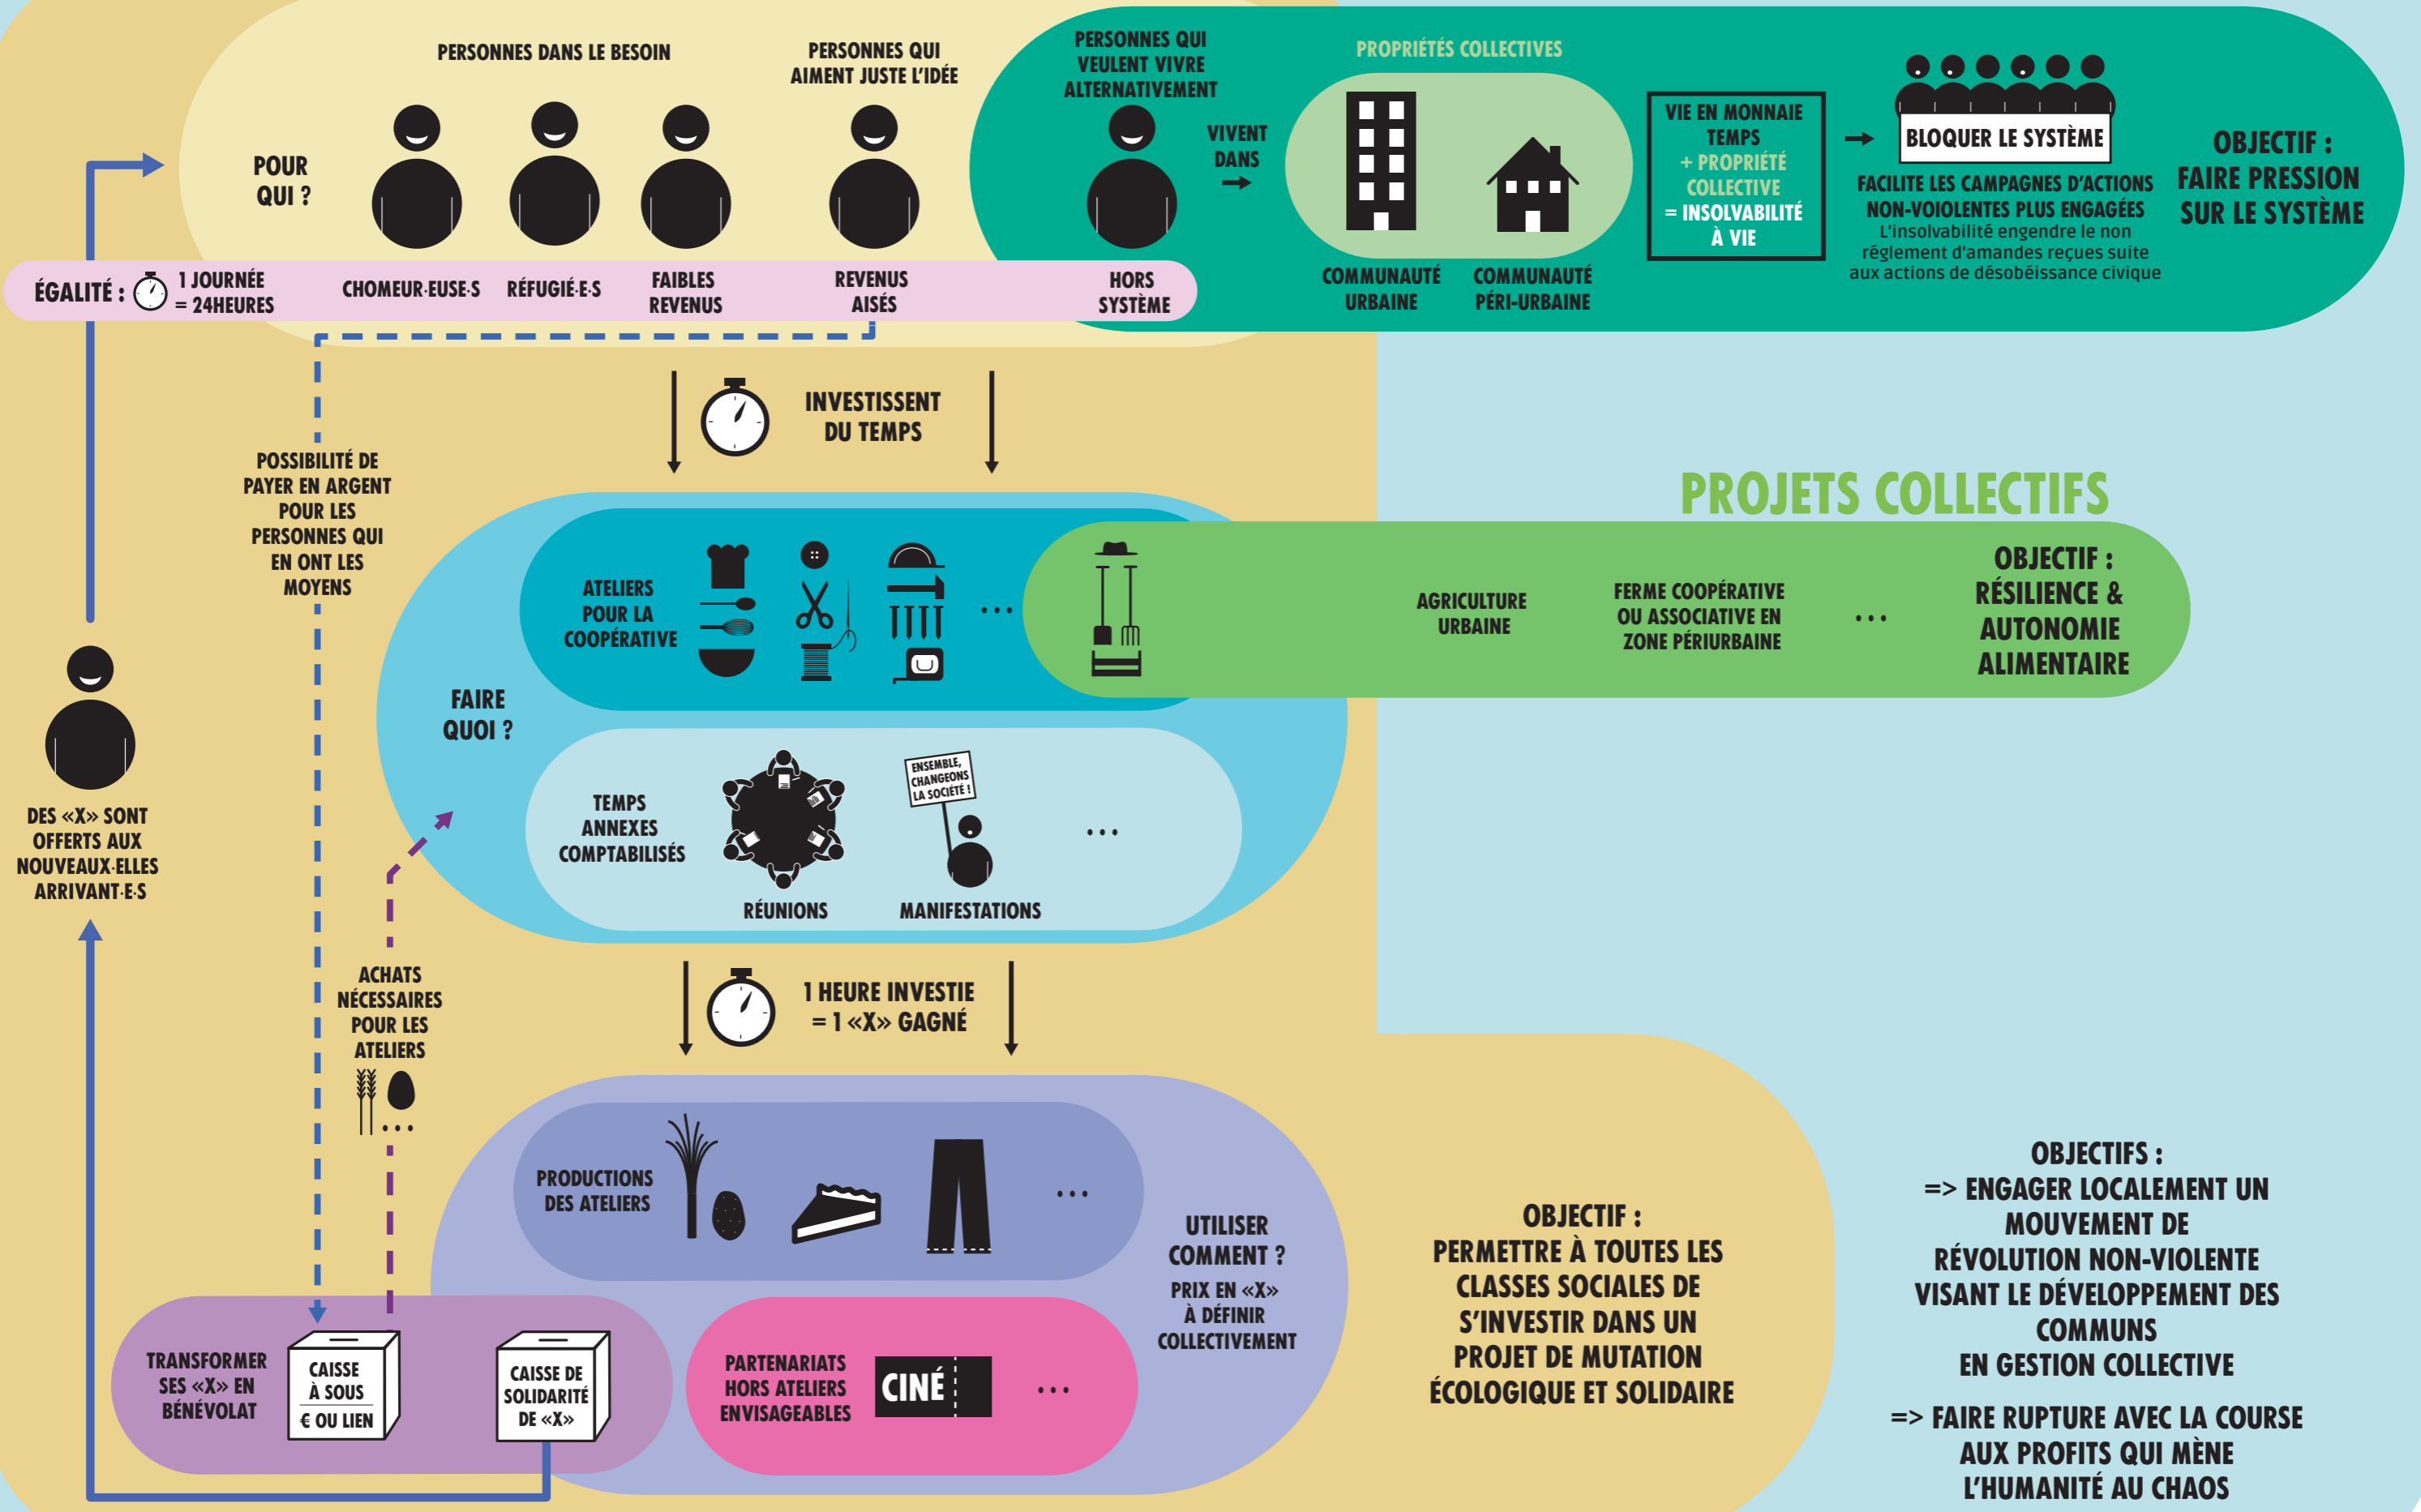 PERSONNES DANS LE BESOIN
PERSONNES QUI
AIMENT JUSTE L'IDÉE
PERSONNES QUI
VEULENT VIVRE
ALTERNATIVEMENT
PROPRIÉTÉS COLLECTIVES
POUR
QUI ?
VIVENT
DANS
VIE EN MONNAIE
TEMPS
+ PROPRIÉTÉ
COLLECTIVE
= INSOLVABILITÉ
À VIE
BLOQUER LE SYSTÈME
FACILITE LES CAMPAGNES D'ACTIONS
NON-VOIOLENTES PLUS ENGAGÉES
L'insolvabilité engendre le non
réglement d'amandes reçues suite
aux actions de désobéissance civique
OBJECTIF :
FAIRE PRESSION
SUR LE SYSTÈME
ÉGALITÉ :
1 JOURNÉE
= 24HEURES
CHOMEUR·EUSE·S
RÉFUGIÉ·E·S
FAIBLES
REVENUS
REVENUS
AISÉS
HORS
SYSTÈME
COMMUNAUTÉ
URBAINE
COMMUNAUTÉ
PÉRI-URBAINE
INVESTISSENT
DU TEMPS
POSSIBILITÉ DE
PAYER EN ARGENT
POUR LES
PERSONNES QUI
EN ONT LES
MOYENS
PROJETS COLLECTIFS
FAIRE
QUOI ?
ATELIERS
POUR LA
COOPÉRATIVE
...
AGRICULTURE
URBAINE
FERME COOPÉRATIVE
OU ASSOCIATIVE EN
ZONE PÉRIURBAINE
...
OBJECTIF :
RÉSILIENCE &
AUTONOMIE
ALIMENTAIRE
TEMPS
ANNEXES
COMPTABILISÉS
ENSEMBLE,
CHANGEONS
LA SOCIÉTÉ !
...
RÉUNIONS
MANIFESTATIONS
DES «X» SONT
OFFERTS AUX
NOUVEAUX·ELLES
ARRIVANT·E·S
ACHATS
NÉCESSAIRES
POUR LES
ATELIERS
...
1 HEURE INVESTIE
= 1 «X» GAGNÉ
PRODUCTIONS
DES ATELIERS
...
UTILISER
COMMENT ?
PRIX EN «X»
À DÉFINIR
COLLECTIVEMENT
TRANSFORMER
SES «X» EN
BÉNÉVOLAT
CAISSE
À SOUS
€ OU LIEN
CAISSE DE
SOLIDARITÉ
DE «X»
PARTENARIATS
HORS ATELIERS
ENVISAGEABLES
CINÉ
...
OBJECTIF :
PERMETTRE À TOUTES LES
CLASSES SOCIALES DE
S'INVESTIR DANS UN
PROJET DE MUTATION
ÉCOLOGIQUE ET SOLIDAIRE
OBJECTIFS :
=> ENGAGER LOCALEMENT UN
MOUVEMENT DE
RÉVOLUTION NON-VIOLENTE
VISANT LE DÉVELOPPEMENT DES
COMMUNS
EN GESTION COLLECTIVE
=> FAIRE RUPTURE AVEC LA COURSE
AUX PROFITS QUI MÈNE
L'HUMANITÉ AU CHAOS